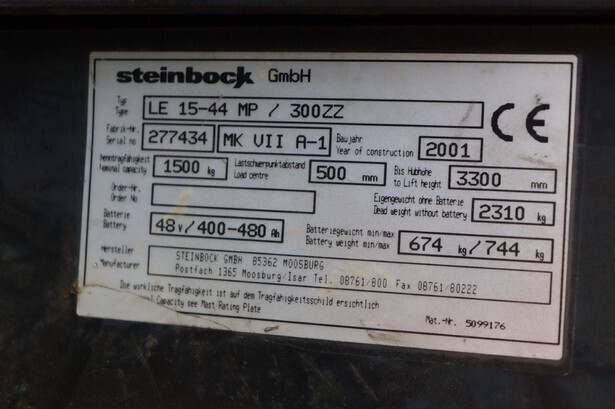 steinbock GmbH
Typ
Type LE 15-44 MP / 300ZZ
Fabrik-Nr.
Serial no 277434 MK VII A-1 Baujahr
Year of construction 2001
Nenntragfähigkeit
Nominal capacity 1500 kg Lastschwerpunktabstand
Load centre 500 mm Bis Hubhöhe
to Lift height 3300 mm
Order-Nr.
Order No Eigengewicht ohne Batterie
Dead weight without battery 2310 kg
Batterie
Battery 48 v/400-480 Ah Batteriegewicht min/max
Battery weight min/max 674 kg/744 kg
Hersteller
Manufacturer STEINBOCK GMBH 85362 MOOSBURG
Postfach 1365 Moosburg/Isar Tel. 08761/800 Fax 08761/80222
Die wirkliche Tragfähigkeit ist auf dem Tragfähigkeitsschild ersichtlich
Capacity see Mast Rating Plate
Mat.-Nr. 5099176
CE